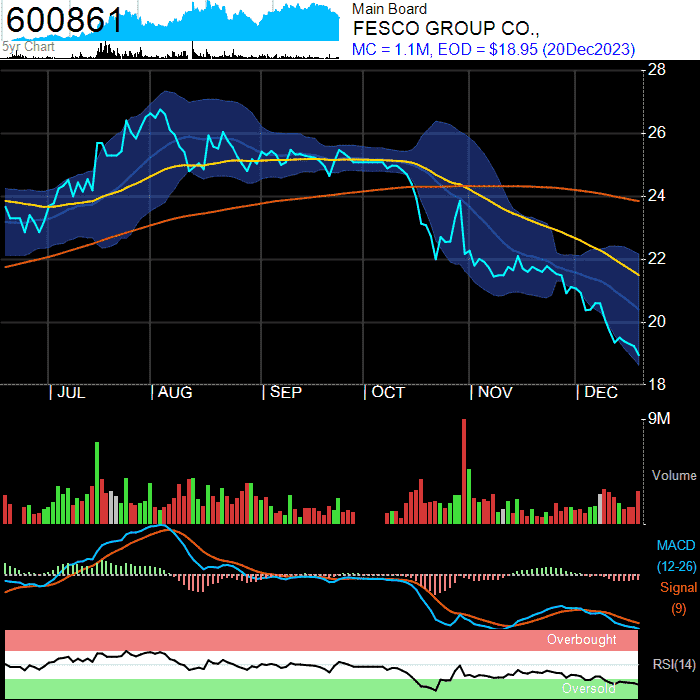 600861
5yr Chart
Main Board
FESCO GROUP CO.,
MC = 1.1M, EOD = $18.95 (20Dec2023)
28
26
24
22
20
18
JUL
AUG
SEP
OCT
NOV
DEC
9M
Volume
MACD
(12-26)
Signal
(9)
Overbought
RSI(14)
Oversold